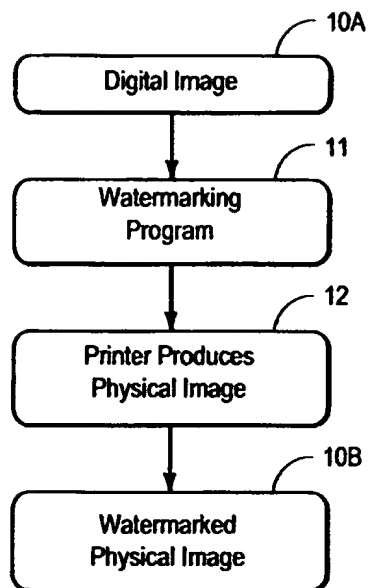 10A
Digital Image
11
Watermarking
Program
12
Printer Produces
Physical Image
10B
Watermarked
Physical Image